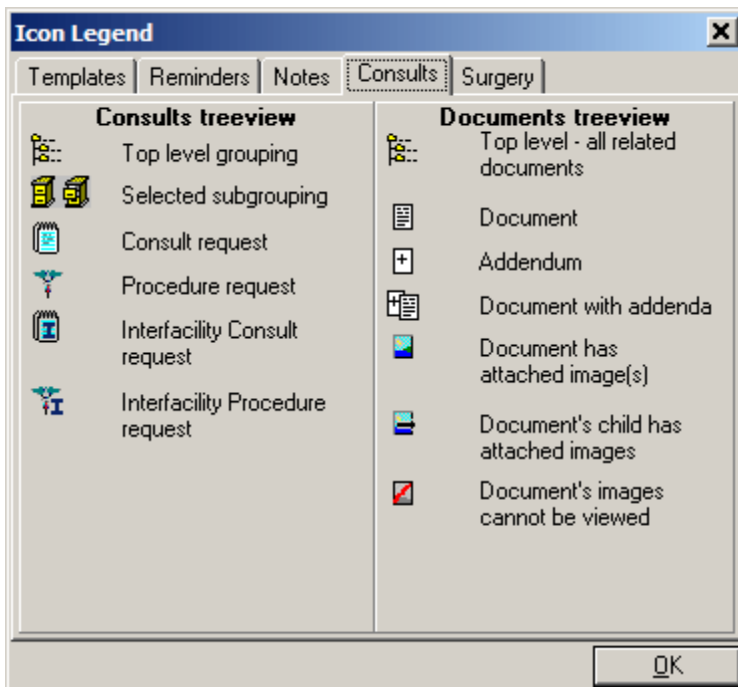 Icon Legend
Templates Reminders Notes Consults Surgery
Consults treeview
Top level grouping
Selected subgrouping
Consult request
Procedure request
Interfacility Consult
request
Interfacility Procedure
request
Documents treeview
Top level - all related
documents
Document
Addendum
Document with addenda
Document has
attached image(s)
Document's child has
attached images
Document's images
cannot be viewed
OK